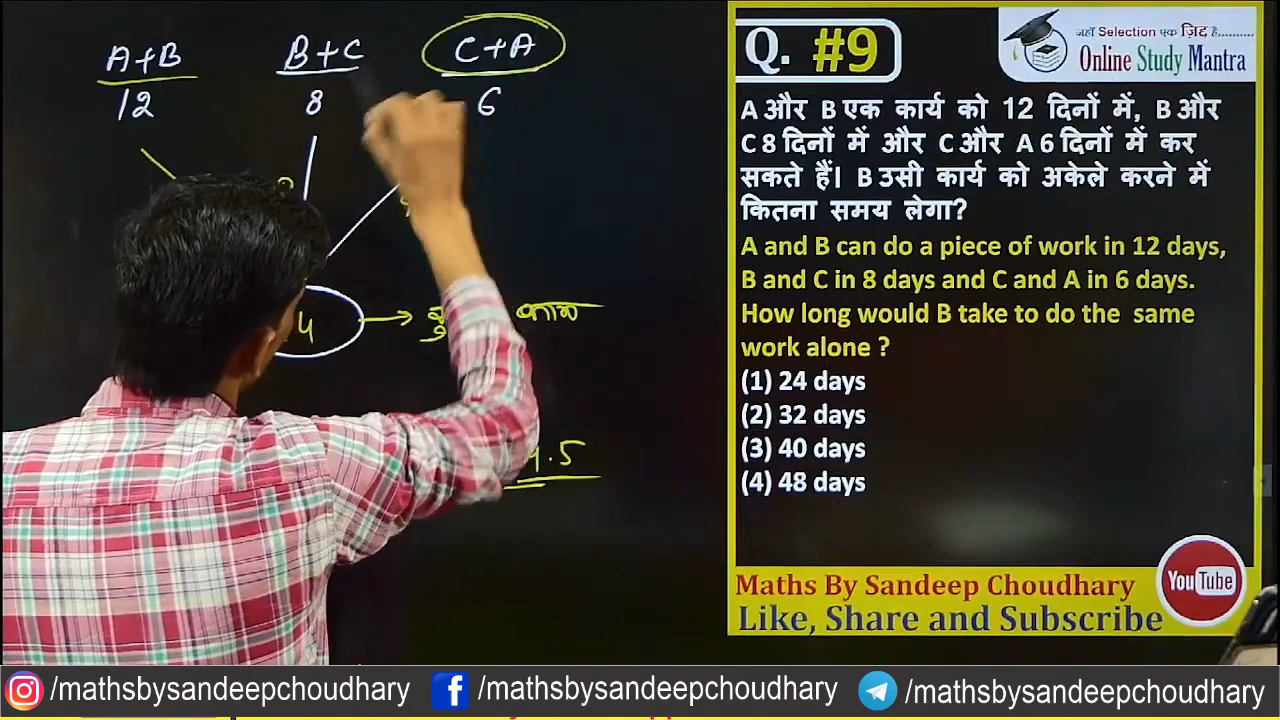 A+B B+C C+A
12 8 6
4
4.5
Q. #9
जहाँ Selection एक ज़िद है..........
Online Study Mantra
A और B एक कार्य को 12 दिनों में, B और
C 8 दिनों में और C और A 6 दिनों में कर
सकते हैं। B उसी कार्य को अकेले करने में
कितना समय लेगा?
A and B can do a piece of work in 12 days,
B and C in 8 days and C and A in 6 days.
How long would B take to do the same
work alone ?
(1) 24 days
(2) 32 days
(3) 40 days
(4) 48 days
Maths By Sandeep Choudhary
YouTube
Like, Share and Subscribe
/mathsbysandeepchoudhary /mathsbysandeepchoudhary /mathsbysandeepchoudhary